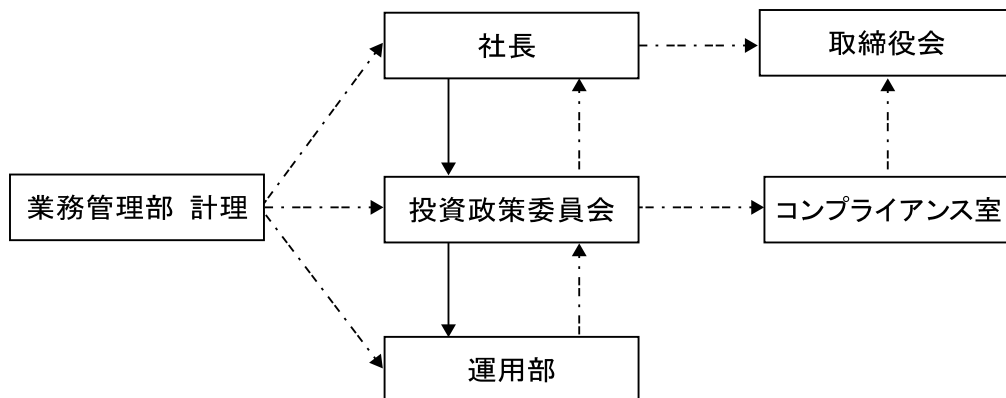 社長
取締役会
業務管理部 計理
投資政策委員会
コンプライアンス室
運用部